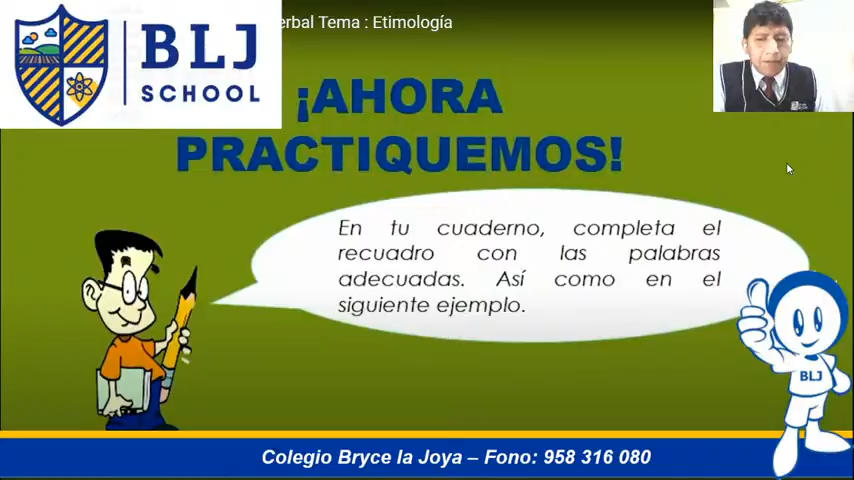 BLJ
SCHOOL
erbal Tema : Etimología
¡AHORA
PRACTIQUEMOS!
En tu cuaderno, completa el
recuadro con las palabras
adecuadas. Así como en el
siguiente ejemplo.
BLJ
Colegio Bryce la Joya – Fono: 958 316 080